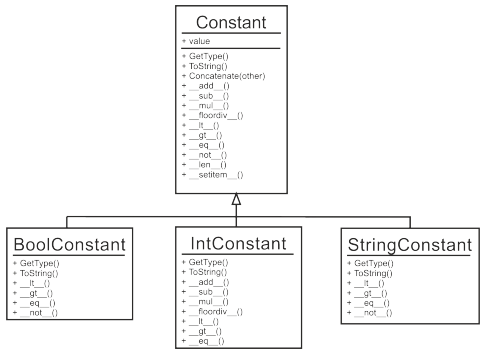 Constant
+ value
+ GetType()
+ ToString()
+ Concatenate(other)
+ __add__()
+ __sub__()
+ __mul__()
+ __floordiv__()
+ __lt__()
+ __gt__()
+ __eq__()
+ __not__()
+ __len__()
+ __setitem__()
BoolConstant
+ GetType()
+ ToString()
+ __lt__()
+ __gt__()
+ __eq__()
+ __not__()
IntConstant
+ GetType()
+ ToString()
+ __add__()
+ __sub__()
+ __mul__()
+ __floordiv__()
+ __lt__()
+ __gt__()
+ __eq__()
StringConstant
+ GetType()
+ ToString()
+ __lt__()
+ __gt__()
+ __eq__()
+ __not__()